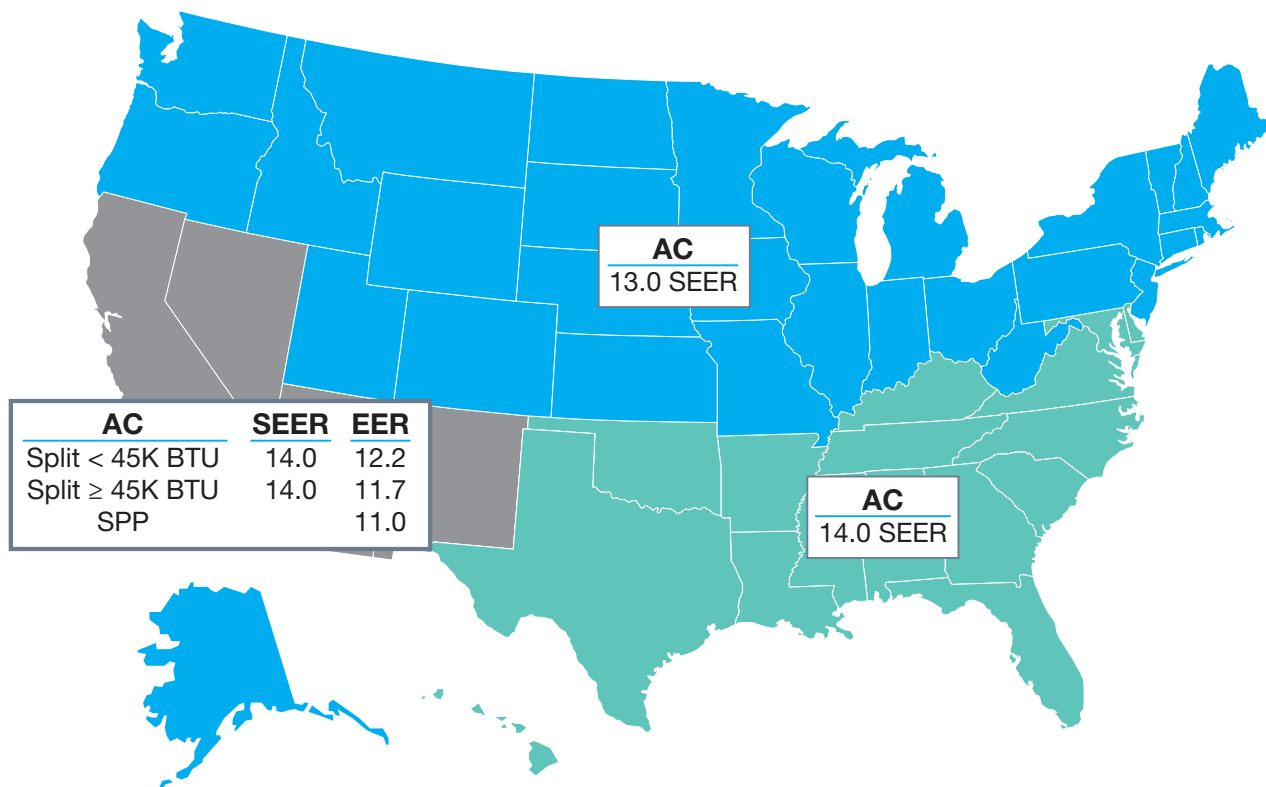 AC
13.0 SEER
AC SEER EER
Split < 45K BTU 14.0 12.2
Split ≥ 45K BTU 14.0 11.7
SPP 11.0
AC
14.0 SEER